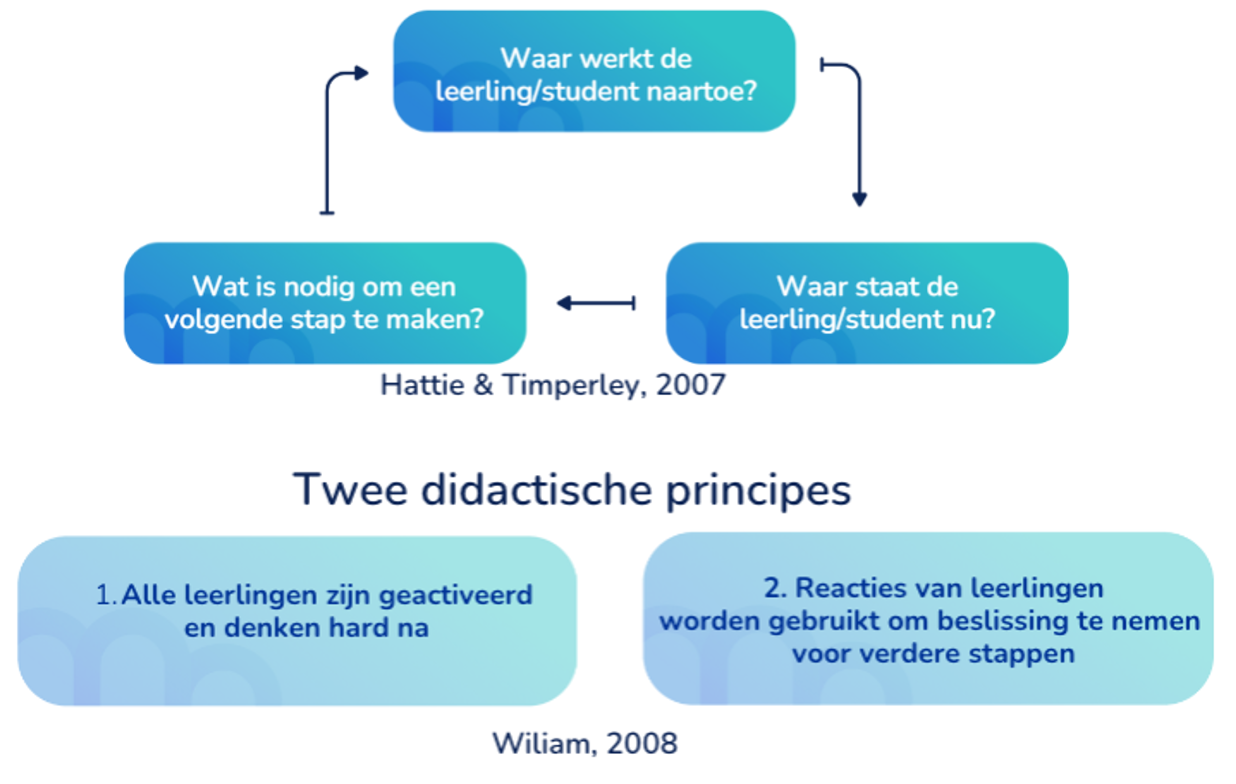 Waar werkt de
leerling/student naartoe?
Wat is nodig om een
volgende stap te maken?
Waar staat de
leerling/student nu?
Hattie & Timperley, 2007
Twee didactische principes
1.Alle leerlingen zijn geactiveerd
en denken hard na
2. Reacties van leerlingen
worden gebruikt om beslissing te nemen
voor verdere stappen
Wiliam, 2008